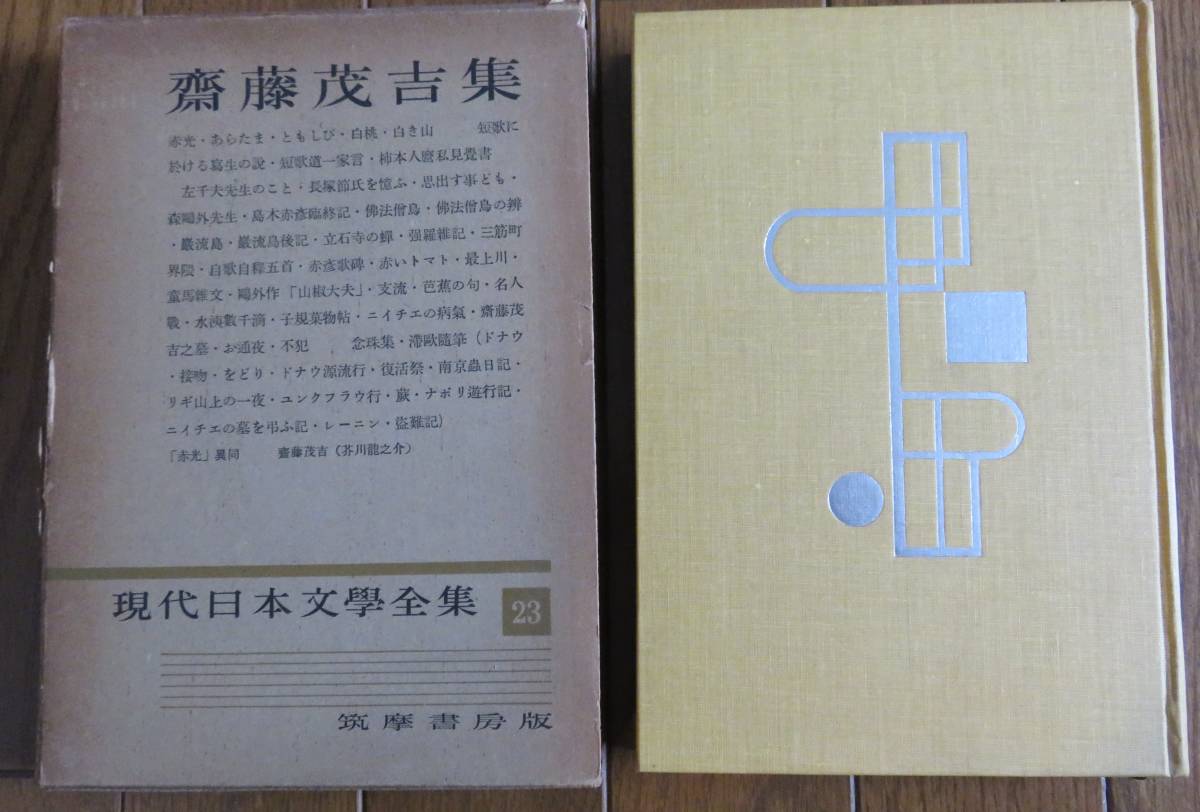 齋藤茂吉集
赤光・あらたま・ともしび・白桃・白き山　短歌に
於ける寫生の說・短歌道一家言・柿本人麿私見覺書
左千夫先生のこと・長塚節氏を憶ふ・思出す事ども・
森鷗外先生・島木赤彥臨終記・佛法僧鳥・佛法僧鳥の辨
・巖流島・巖流島後記・立石寺の蟬・强羅雜記・三筋町
界隈・自歌自釋五首・赤彥歌碑・赤いトマト・最上川・
童馬雜文・鷗外作「山椒大夫」・支流・芭蕉の句・名人
戰・水洟數千滴・子規菓物帖・ニイチエの病氣・齋藤茂
吉之墓・お通夜・不犯　念珠集・滯歐隨筆（ドナウ
・接吻・をどり・ドナウ源流行・復活祭・南京蟲日記・
リギ山上の一夜・ユンクフラウ行・蕨・ナポリ遊行記・
ニイチエの墓を弔ふ記・レーニン・盜難記）
「赤光」異同　齋藤茂吉（芥川龍之介）
現代日本文學全集 23
筑摩書房版